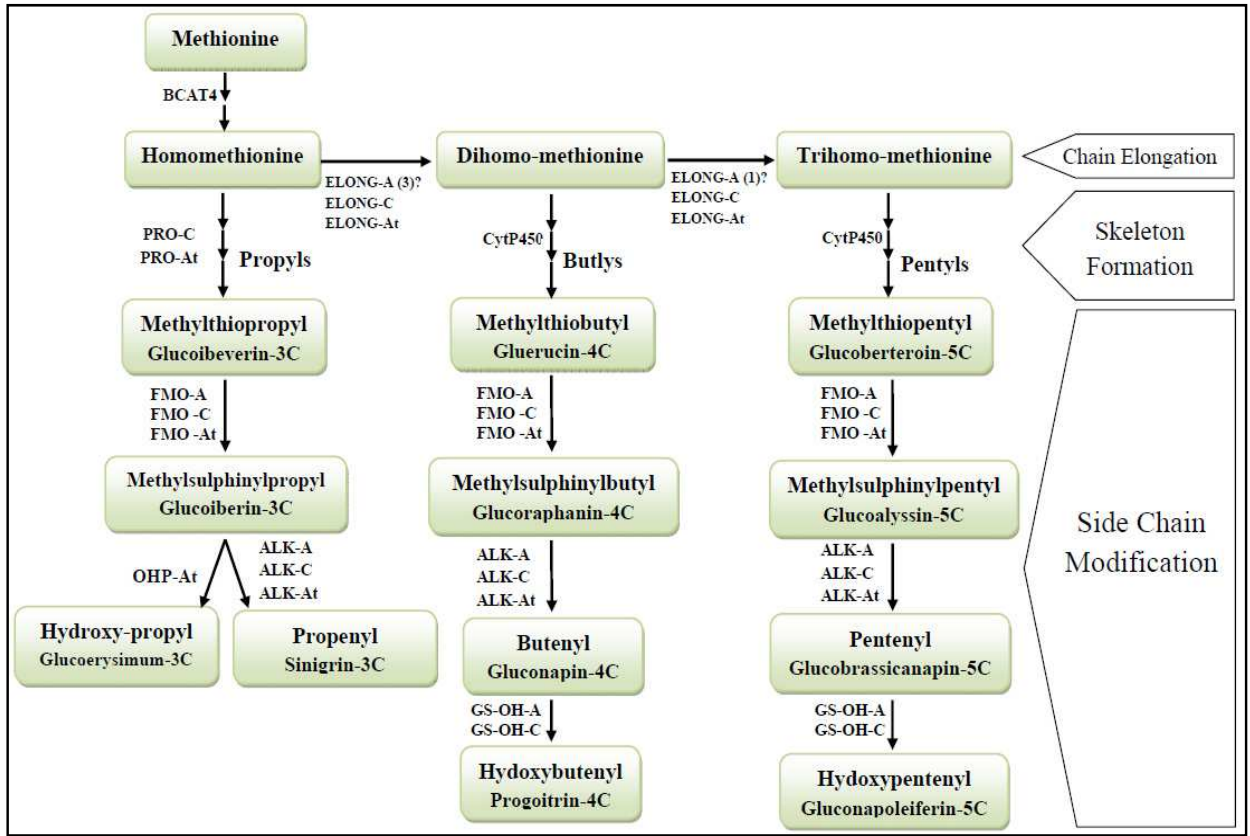 Methionine
BCAT4
Homomethionine
Dihomo-methionine
Trihomo-methionine
Chain Elongation
ELONG-A (3)?
ELONG-C
ELONG-At
ELONG-A (1)?
ELONG-C
ELONG-At
PRO-C
PRO-At
Propyls
CytP450
Butlys
CytP450
Pentyls
Skeleton
Formation
Methylthiopropyl
Glucoibeverin-3C
Methylthiobutyl
Gluerucin-4C
Methylthiopentyl
Glucoberteroin-5C
FMO-A
FMO -C
FMO -At
FMO-A
FMO -C
FMO -At
FMO-A
FMO -C
FMO -At
Methylsulphinylpropyl
Glucoiberin-3C
Methylsulphinylbutyl
Glucoraphanin-4C
Methylsulphinylpentyl
Glucoalyssin-5C
Side Chain
Modification
OHP-At
ALK-A
ALK-C
ALK-At
ALK-A
ALK-C
ALK-At
ALK-A
ALK-C
ALK-At
Hydroxy-propyl
Glucoerysimum-3C
Propenyl
Sinigrin-3C
Butenyl
Gluconapin-4C
Pentenyl
Glucobrassicanapin-5C
GS-OH-A
GS-OH-C
GS-OH-A
GS-OH-C
Hydoxybutenyl
Progoitrin-4C
Hydoxypentenyl
Gluconapoleiferin-5C